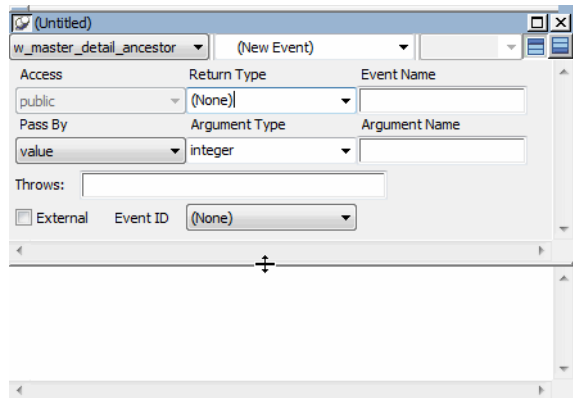 (Untitled)
w_master_detail_ancestor (New Event)
Access Return Type Event Name
public (None)
Pass By Argument Type Argument Name
value integer
Throws:
External Event ID (None)